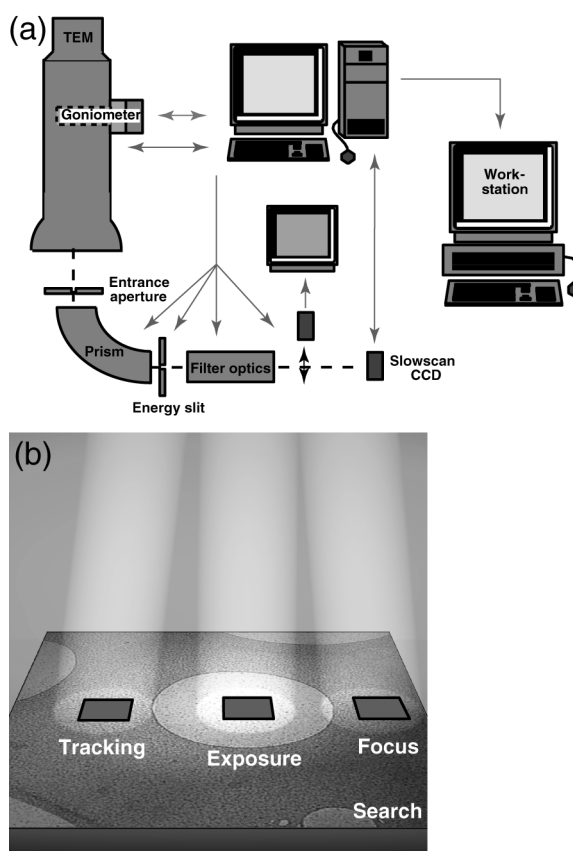 (a)
TEM
Goniometer
Work-
station
Entrance
aperture
Prism
Filter optics
Slowscan
CCD
Energy slit
(b)
Tracking
Exposure
Focus
Search